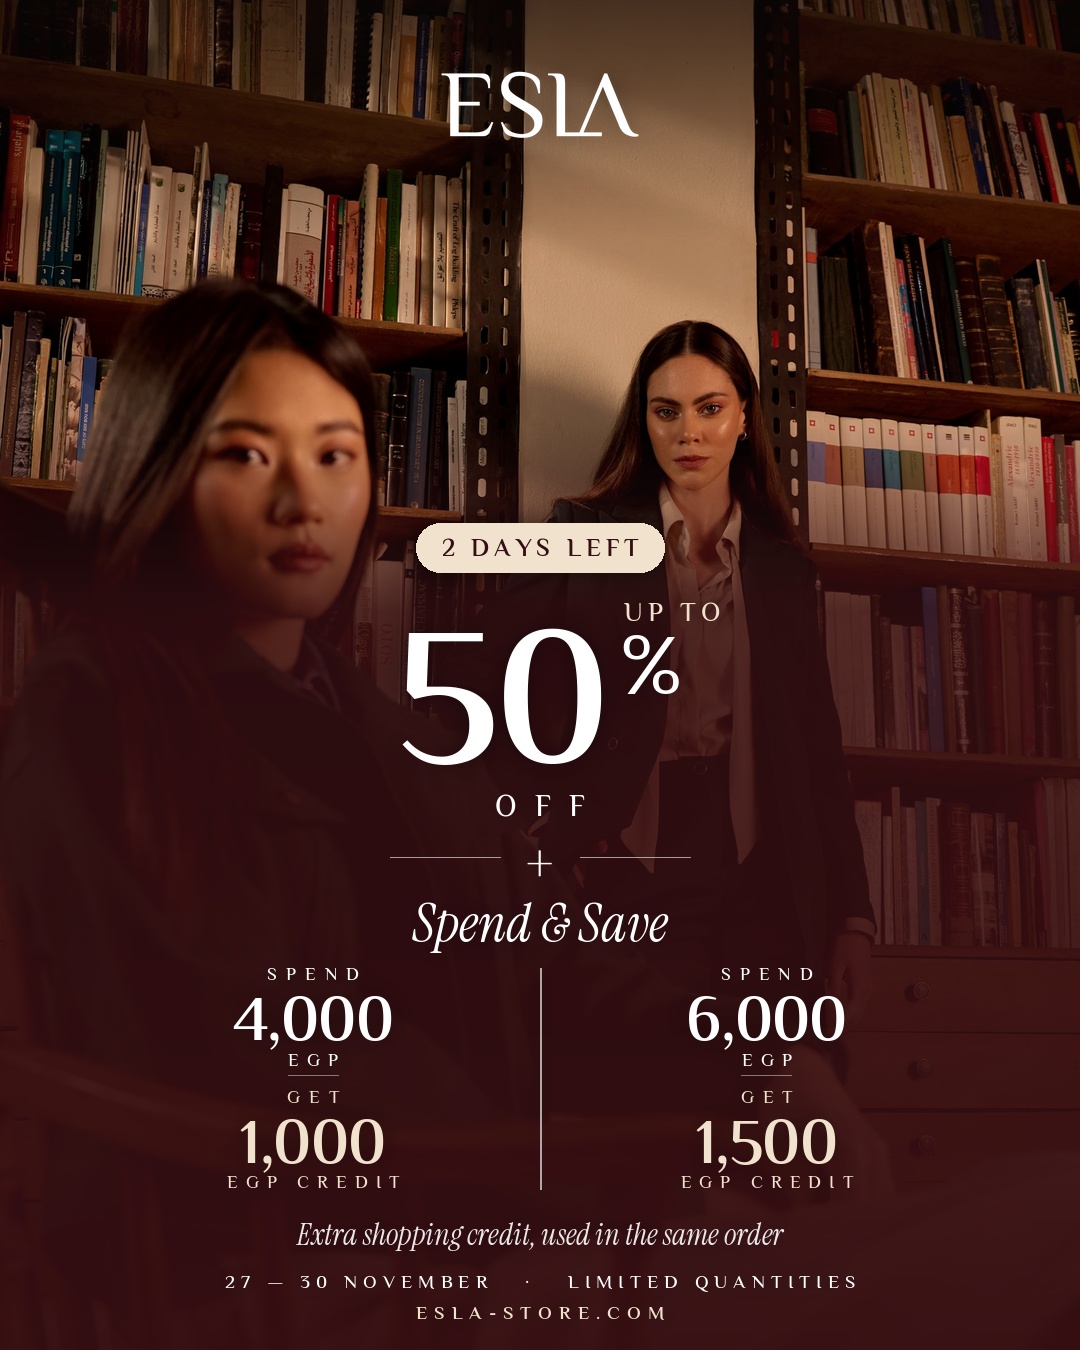 ESLA
2 DAYS LEFT
UP TO
50%
OFF
+
Spend & Save
SPEND
4,000
EGP
GET
1,000
EGP CREDIT
SPEND
6,000
EGP
GET
1,500
EGP CREDIT
Extra shopping credit, used in the same order
27 — 30 NOVEMBER · LIMITED QUANTITIES
ESLA-STORE.COM